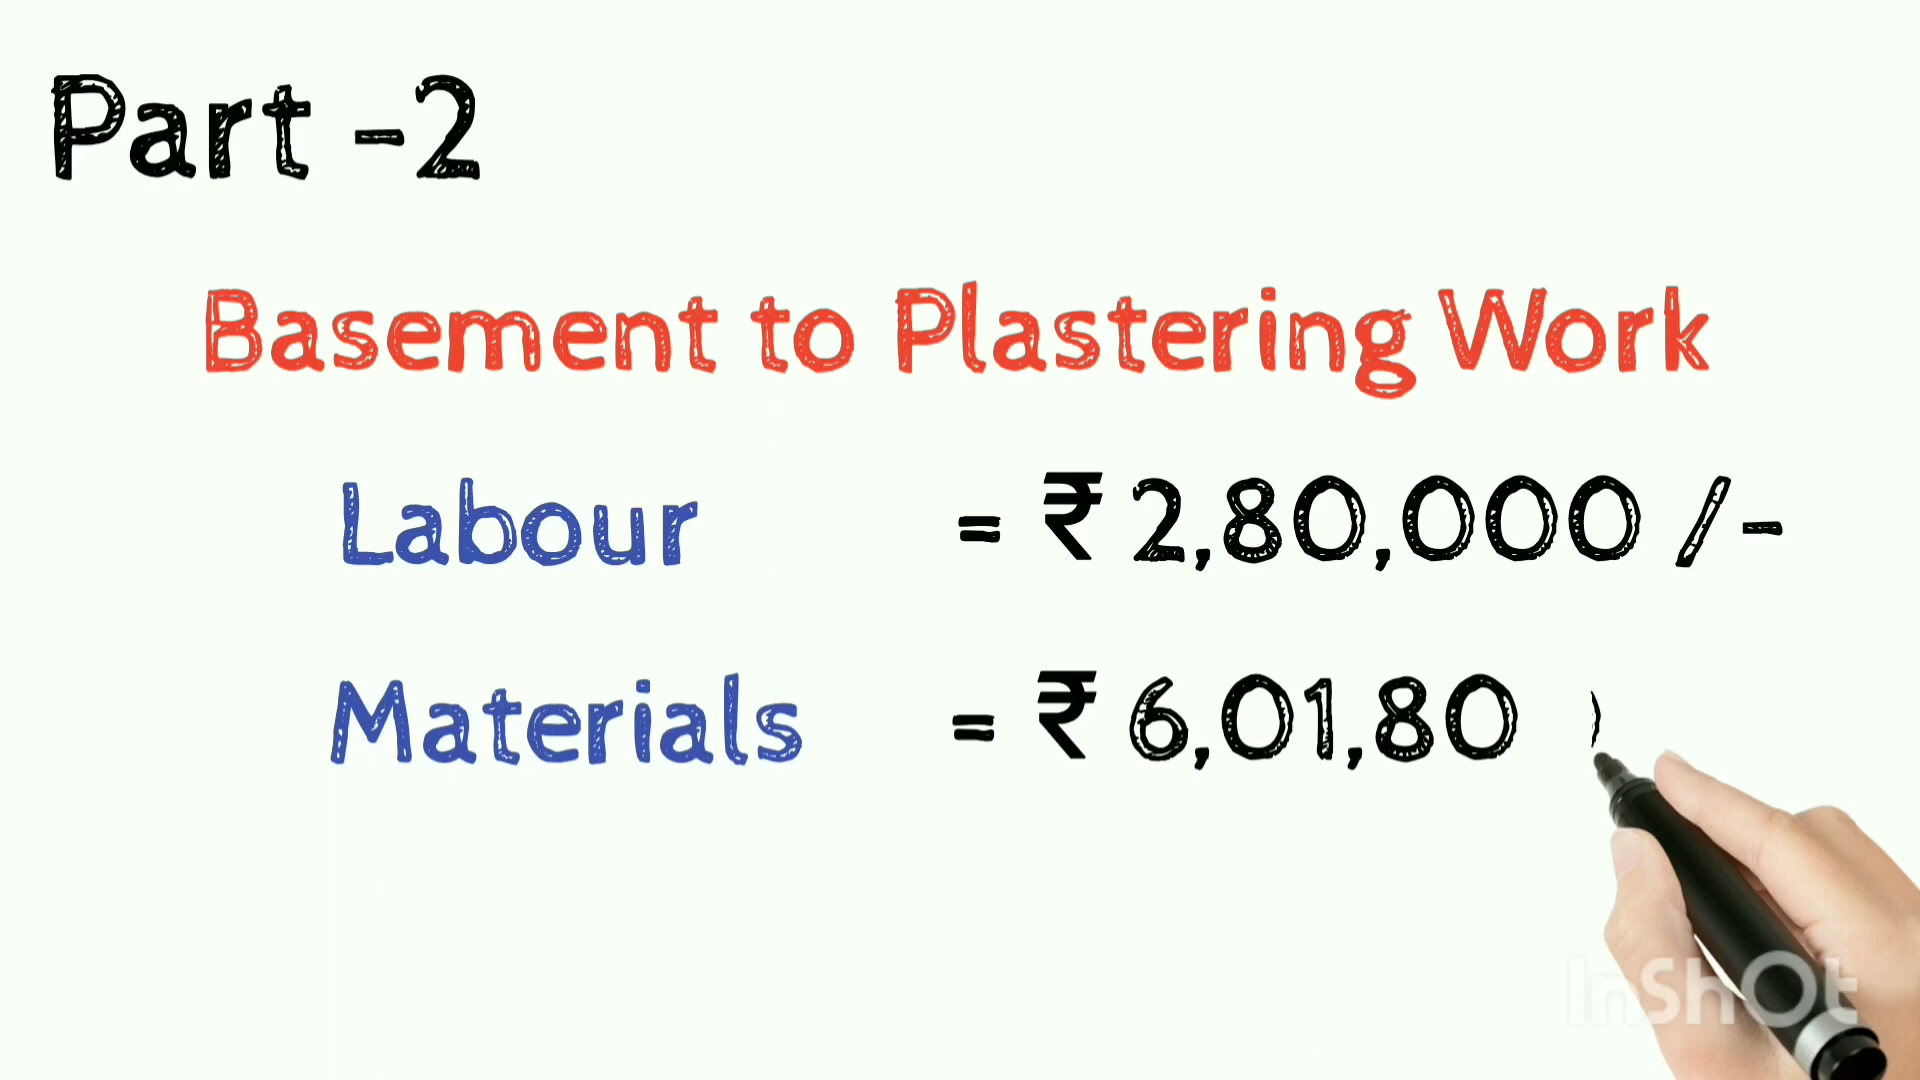 Part -2
Basement to Plastering Work
Labour = ₹ 2,80,000 /-
Materials = ₹ 6,01,80
InShot